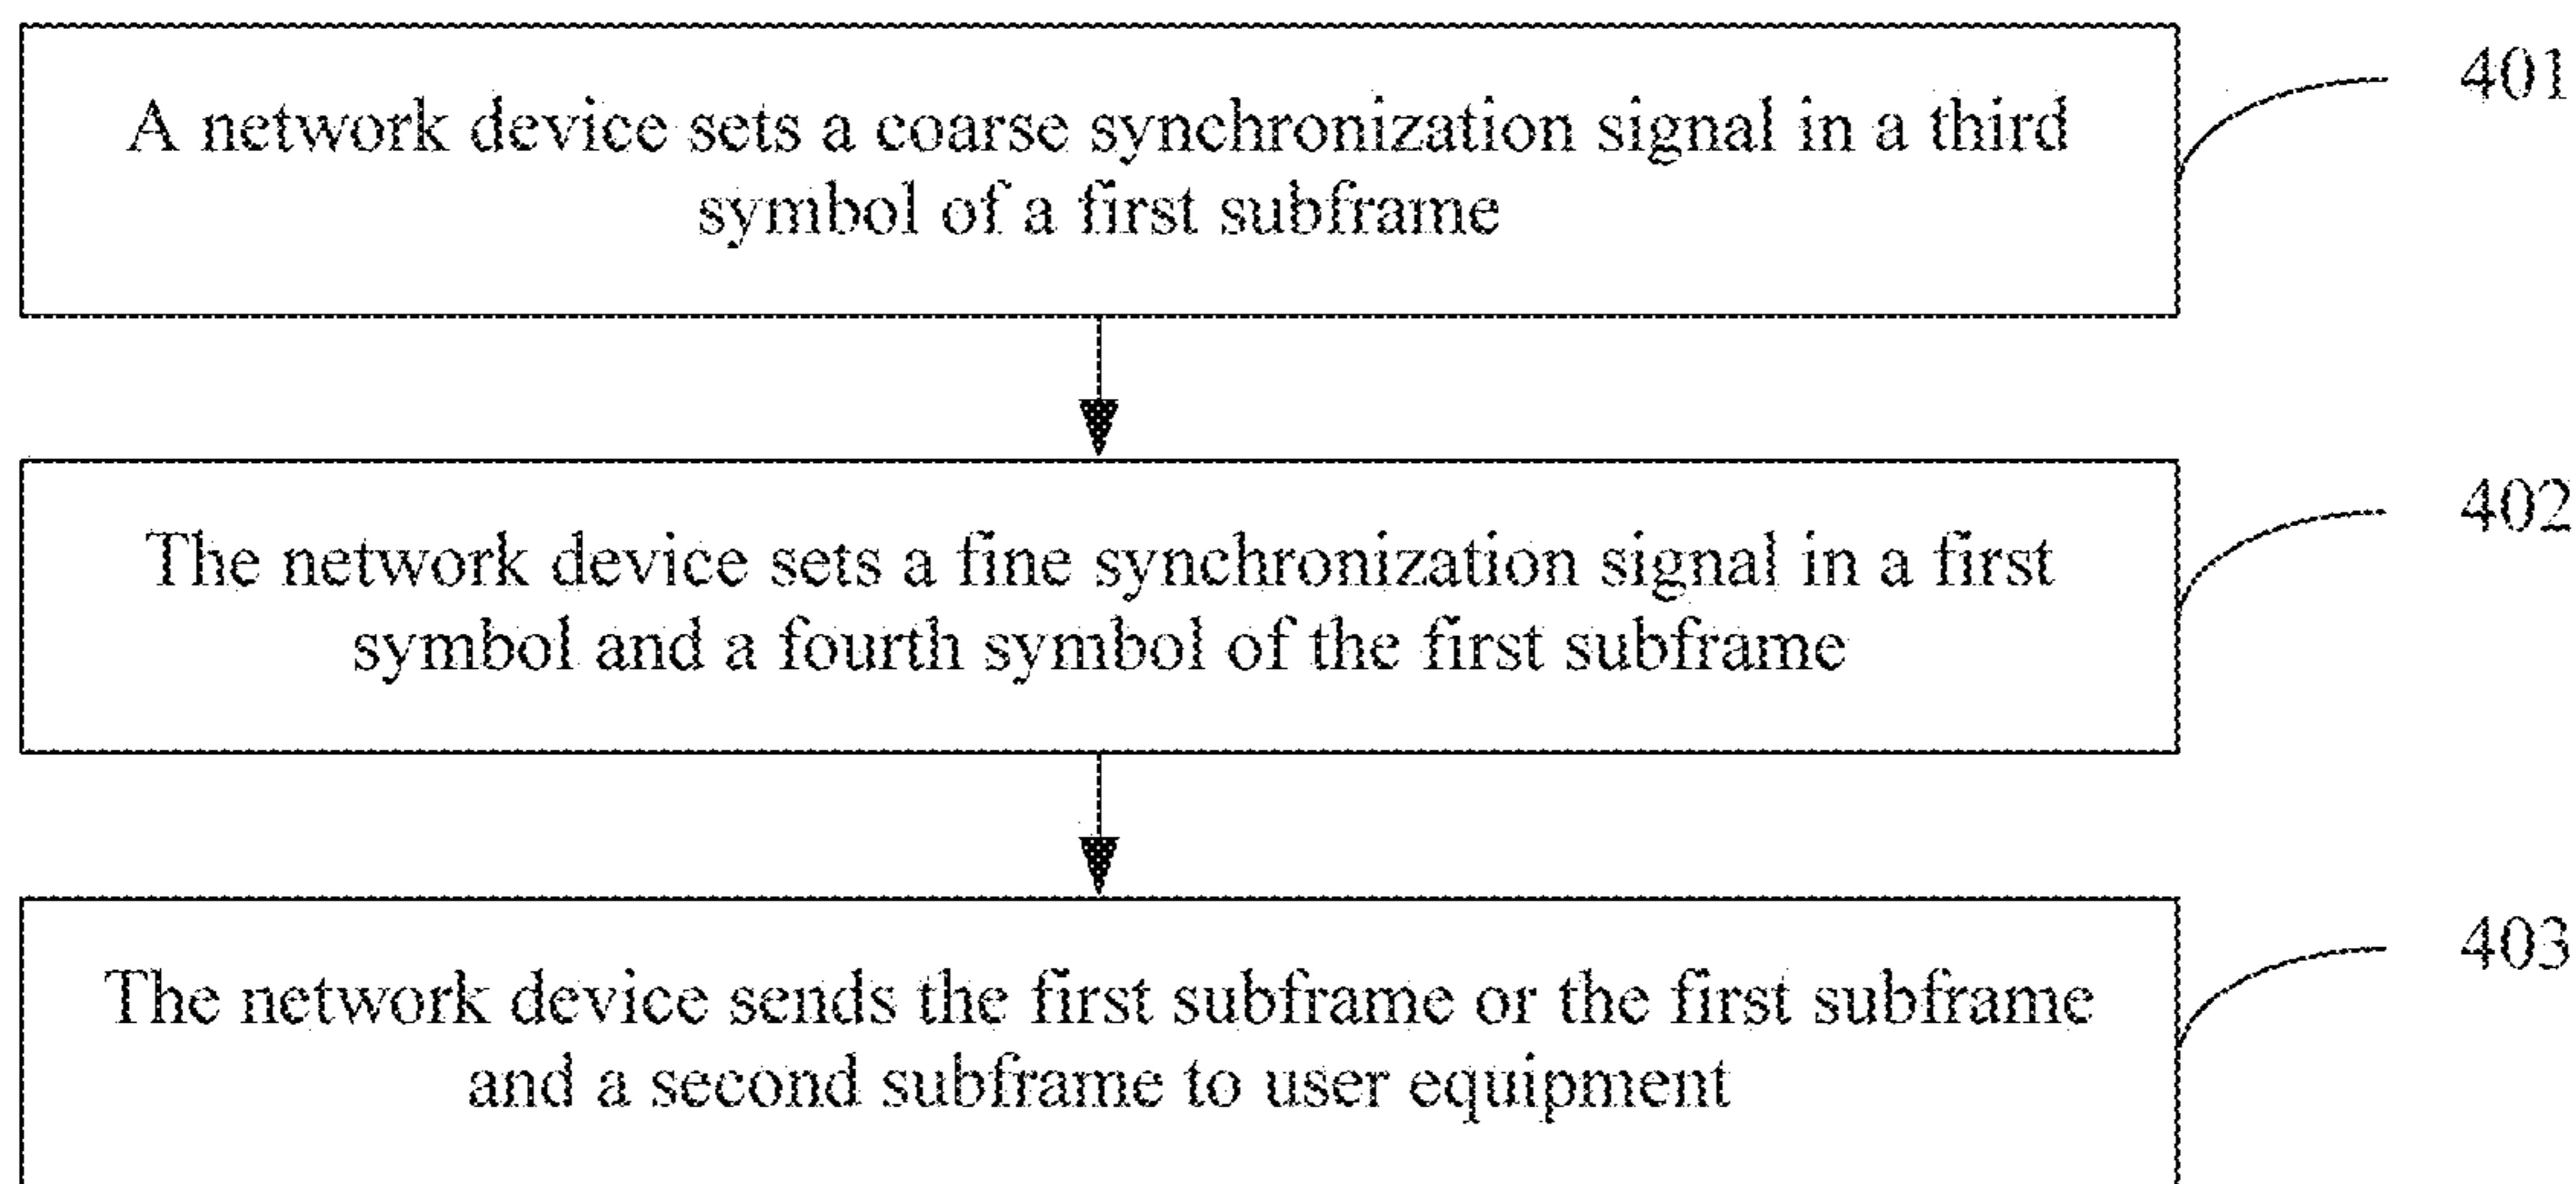 A network device sets a coarse synchronization signal in a third
symbol of a first subframe
401
The network device sets a fine synchronization signal in a first
symbol and a fourth symbol of the first subframe
402
The network device sends the first subframe or the first subframe
and a second subframe to user equipment
403